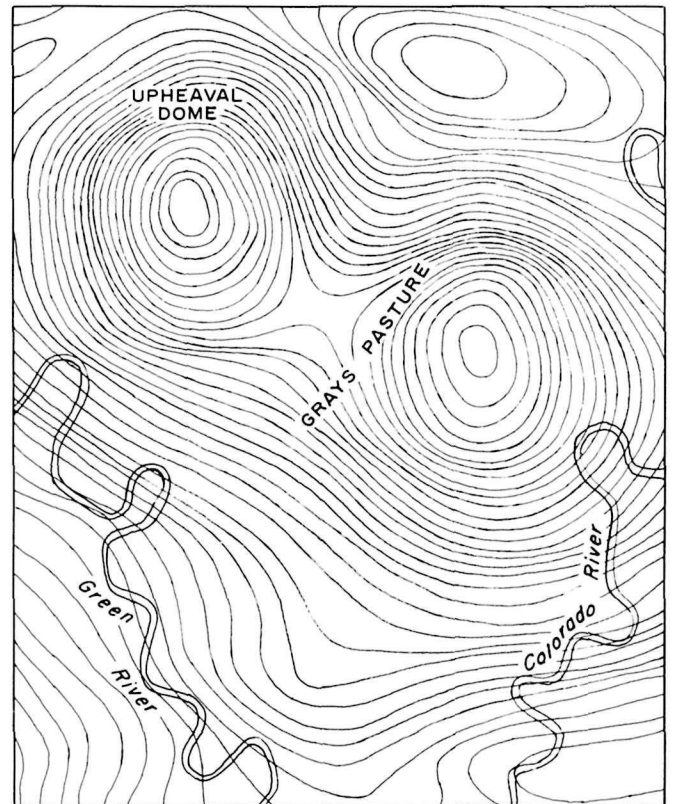 UPHEAVAL
DOME
GRAYS PASTURE
Green
River
Colorado
River